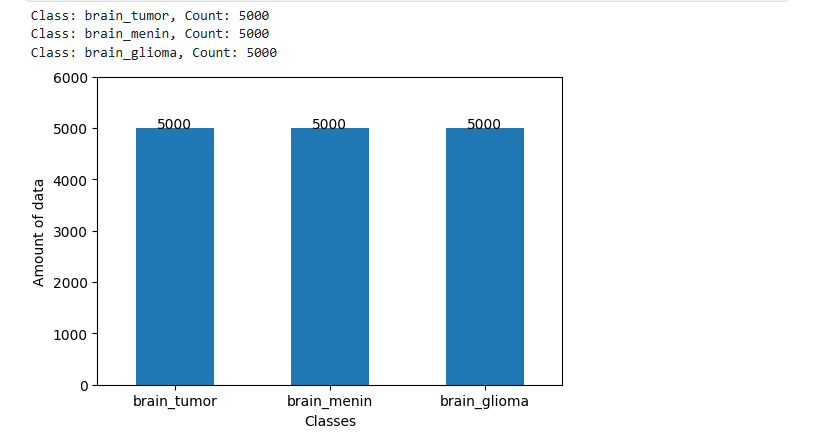 Class: brain_tumor, Count: 5000
Class: brain_menin, Count: 5000
Class: brain_glioma, Count: 5000
6000
5000
4000
3000
2000
1000
0
Amount of data
5000 5000 5000
brain_tumor brain_menin brain_glioma
Classes